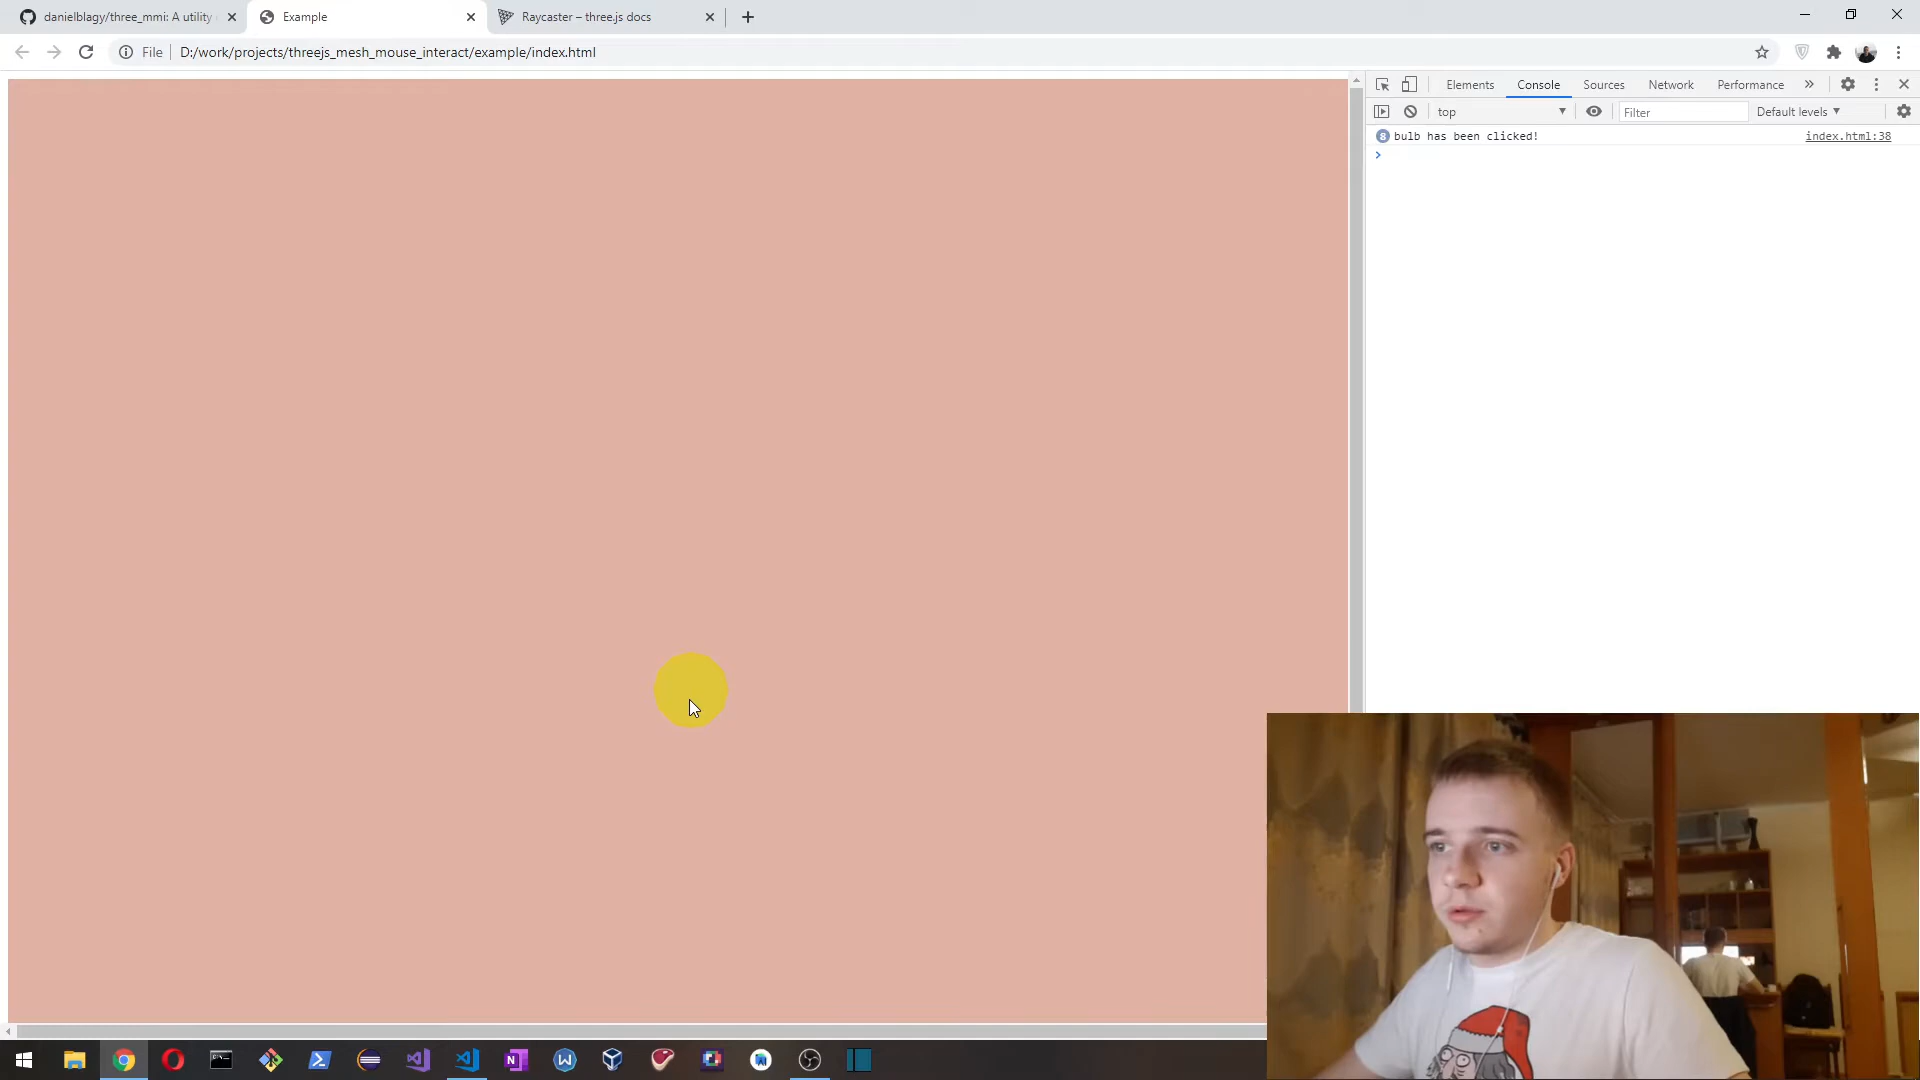 danielblagy/three_mmi: A utility
Example
Raycaster – three.js docs
File
D:/work/projects/threejs_mesh_mouse_interact/example/index.html
Elements
Console
Sources
Network
Performance
top
Filter
Default levels
8
bulb has been clicked!
index.html:38